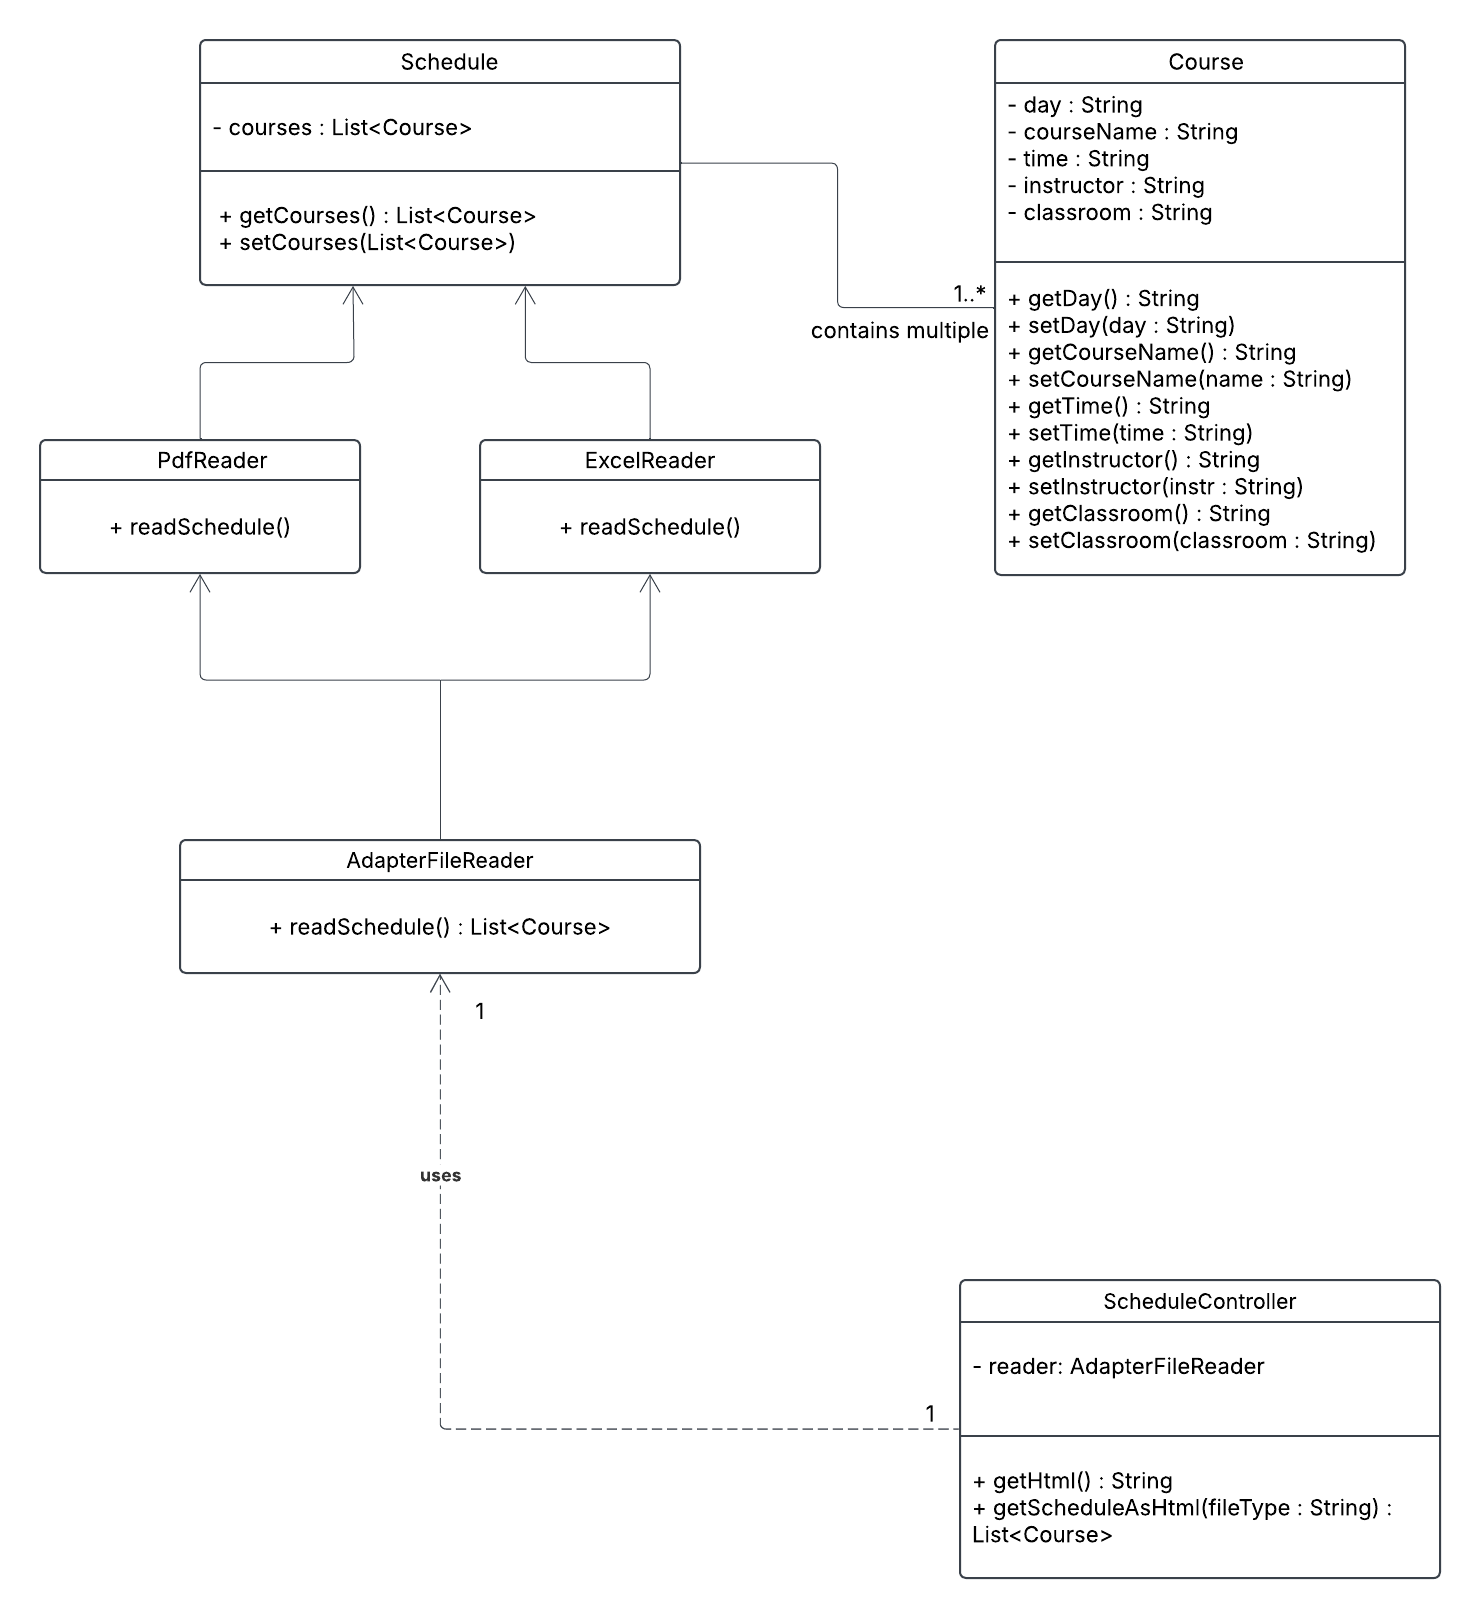 Schedule
- courses : List<Course>
+ getCourses() : List<Course>
+ setCourses(List<Course>)
Course
- day : String
- courseName : String
- time : String
- instructor : String
- classroom : String
+ getDay() : String
+ setDay(day : String)
+ getCourseName() : String
+ setCourseName(name : String)
+ getTime() : String
+ setTime(time : String)
+ getInstructor() : String
+ setInstructor(instr : String)
+ getClassroom() : String
+ setClassroom(classroom : String)
1..*
contains multiple
PdfReader
+ readSchedule()
ExcelReader
+ readSchedule()
AdapterFileReader
+ readSchedule() : List<Course>
1
uses
1
ScheduleController
- reader: AdapterFileReader
+ getHtml() : String
+ getScheduleAsHtml(fileType : String) :
List<Course>